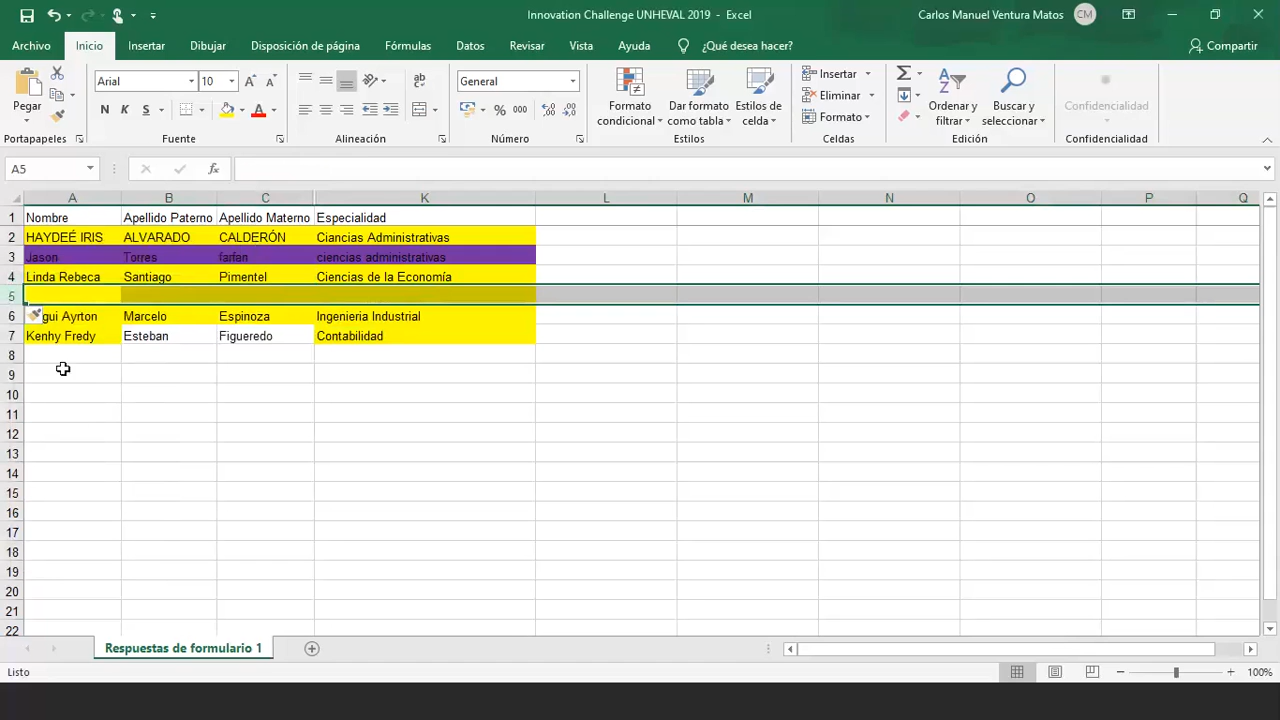 Innovation Challenge UNHEVAL 2019 - Excel
Carlos Manuel Ventura Matos
CM
Archivo
Inicio
Insertar
Dibujar
Disposición de página
Fórmulas
Datos
Revisar
Vista
Ayuda
¿Qué desea hacer?
Compartir
Pegar
Arial
10
N K S
General
% 000
Formato condicional
Dar formato como tabla
Estilos de celda
Insertar
Eliminar
Formato
Ordenar y filtrar
Buscar y seleccionar
Confidencialidad
Portapapeles
Fuente
Alineación
Número
Estilos
Celdas
Edición
Confidencialidad
A5
fx
A B C K L M N O P Q
1 Nombre Apellido Paterno Apellido Materno Especialidad
2 HAYDEÉ IRIS ALVARADO CALDERÓN Ciancias Administrativas
3 Jason Torres farfan ciencias administrativas
4 Linda Rebeca Santiago Pimentel Ciencias de la Economía
5
6 gui Ayrton Marcelo Espinoza Ingenieria Industrial
7 Kenhy Fredy Esteban Figueredo Contabilidad
8
9
10
11
12
13
14
15
16
17
18
19
20
21
22
Respuestas de formulario 1
Listo
100%